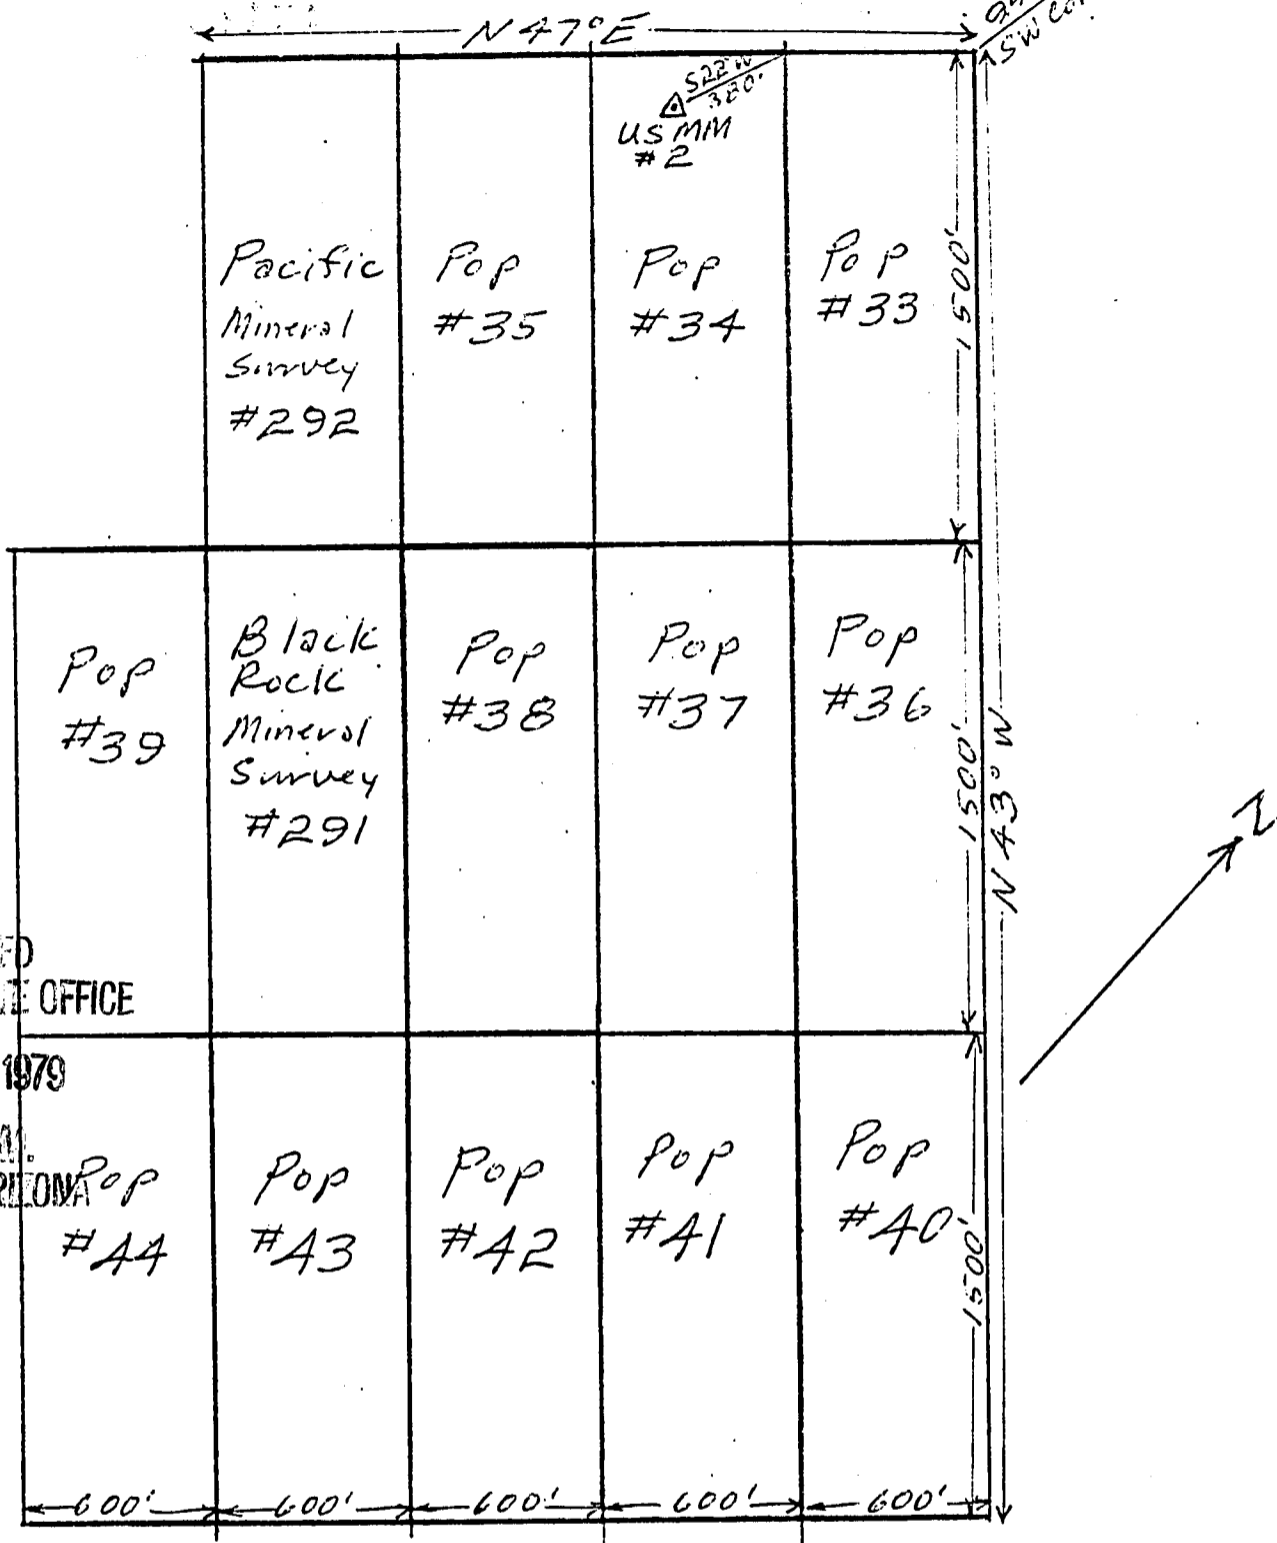 N 47° E
SW Cor.
S22°W
380'
US MM
#2
Pacific
Mineral
Survey
#292
Pop
#35
Pop
#34
Pop
#33
1500'
Pop
#39
Black
Rock
Mineral
Survey
#291
Pop
#38
Pop
#37
Pop
#36
1500'
N 43° W
N
OFFICE
1979
Pop
#44
Pop
#43
Pop
#42
Pop
#41
Pop
#40
1500'
600'
600'
600'
600'
600'